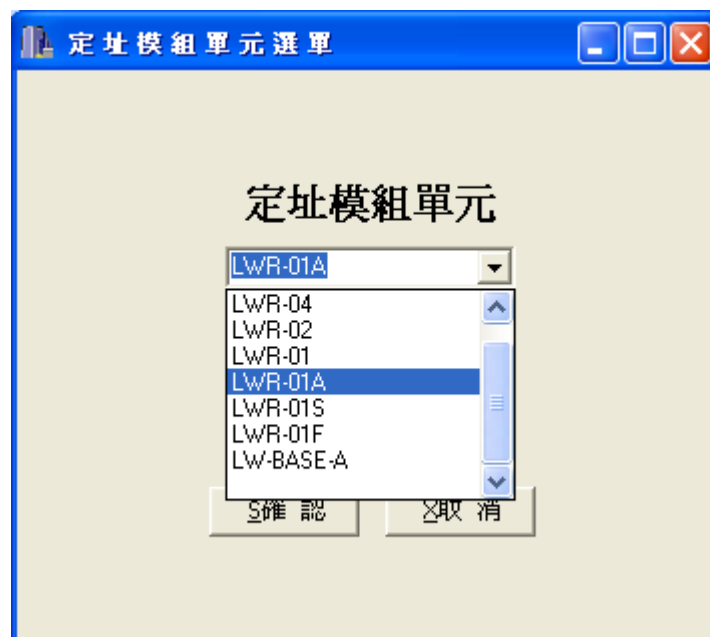 定址模組單元選單
定址模組單元
LWR-01A
LWR-04
LWR-02
LWR-01
LWR-01A
LWR-01S
LWR-01F
LW-BASE-A
S確 認 X取 消